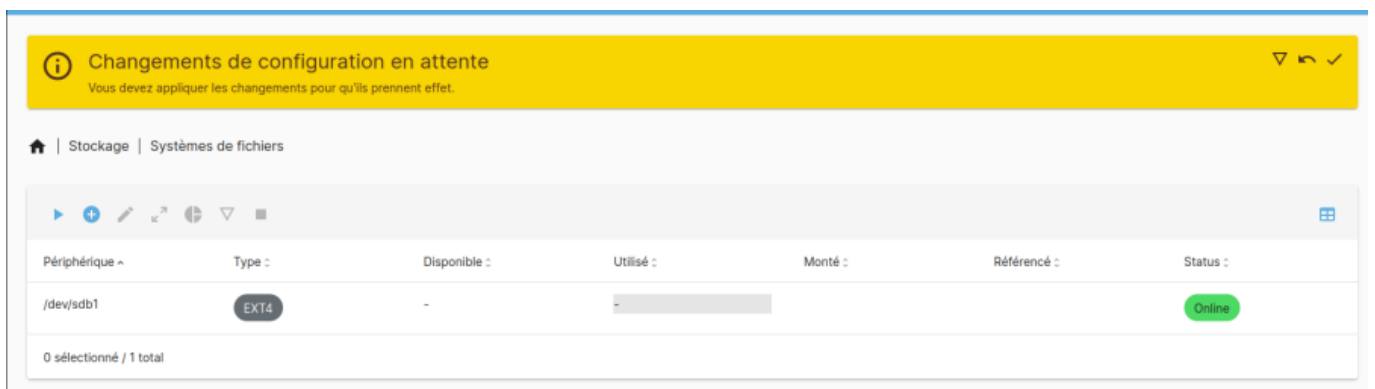 Changements de configuration en attente
Vous devez appliquer les changements pour qu'ils prennent effet.
| Stockage | Systèmes de fichiers
Périphérique Type Disponible Utilisé Monté Référencé Status
/dev/sdb1 EXT4 - - Online
0 sélectionné / 1 total